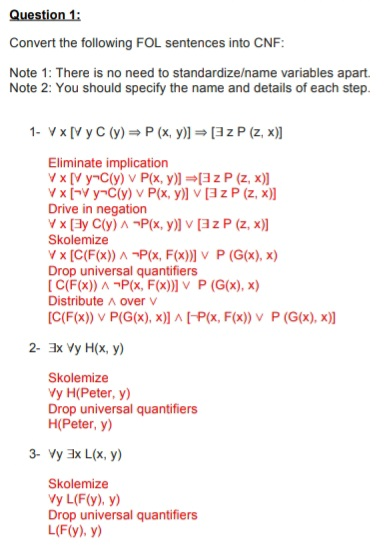 Question 1:
Convert the following FOL sentences into CNF:
Note 1: There is no need to standardize/name variables apart.
Note 2: You should specify the name and details of each step.
1- ∀ x [∀ y C (y) ⇒ P (x, y)] ⇒ [∃ z P (z, x)]
Eliminate implication
∀ x [∀ y¬C(y) ∨ P(x, y)] ⇒[∃ z P (z, x)]
∀ x [¬∀ y¬C(y) ∨ P(x, y)] ∨ [∃ z P (z, x)]
Drive in negation
∀ x [∃y C(y) ∧ ¬P(x, y)] ∨ [∃ z P (z, x)]
Skolemize
∀ x [C(F(x)) ∧ ¬P(x, F(x))] ∨ P (G(x), x)
Drop universal quantifiers
[ C(F(x)) ∧ ¬P(x, F(x))] ∨ P (G(x), x)
Distribute ∧ over ∨
[C(F(x)) ∨ P(G(x), x)] ∧ [¬P(x, F(x)) ∨ P (G(x), x)]
2- ∃x ∀y H(x, y)
Skolemize
∀y H(Peter, y)
Drop universal quantifiers
H(Peter, y)
3- ∀y ∃x L(x, y)
Skolemize
∀y L(F(y), y)
Drop universal quantifiers
L(F(y), y)